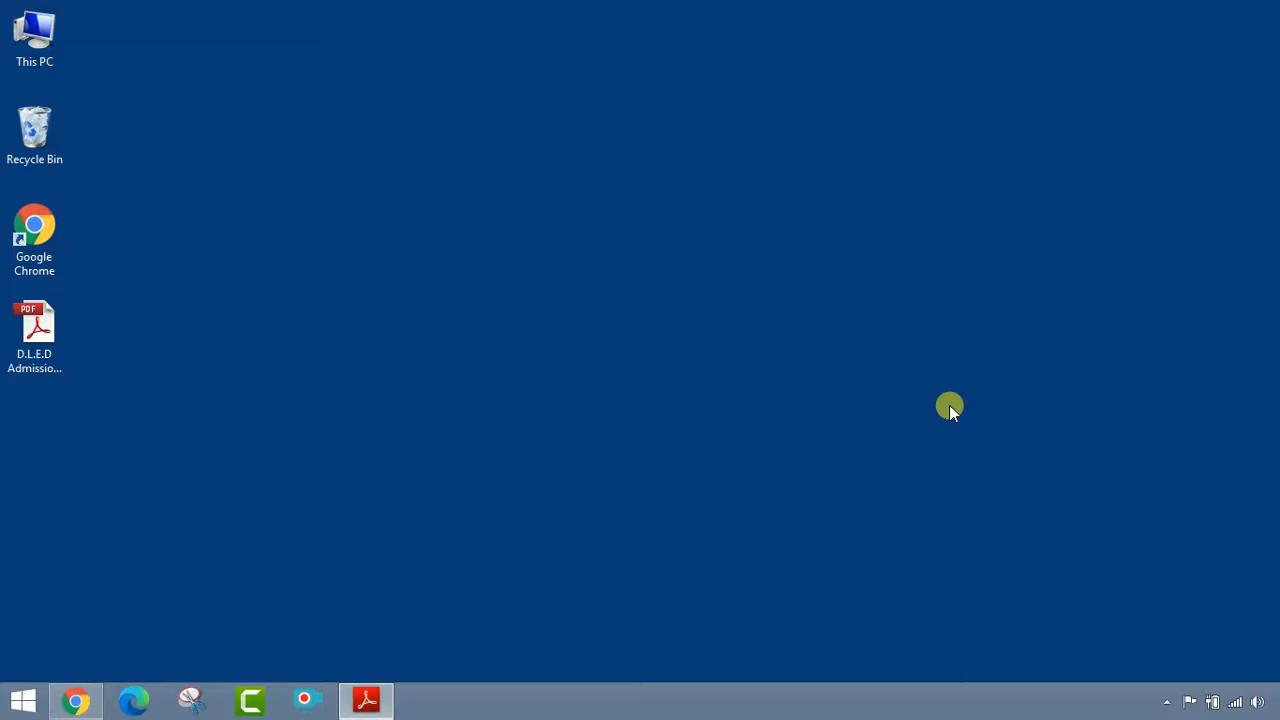 This PC
Recycle Bin
Google
Chrome
PDF
D.L.E.D
Admissio...